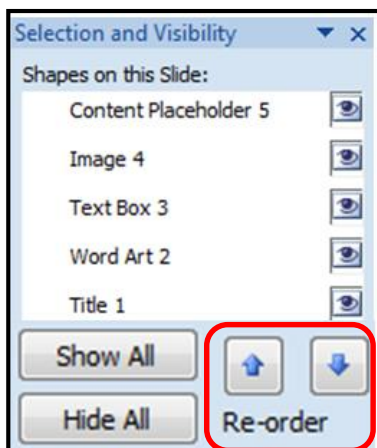 Selection and Visibility
Shapes on this Slide:
Content Placeholder 5
Image 4
Text Box 3
Word Art 2
Title 1
Show All
Hide All
Re-order